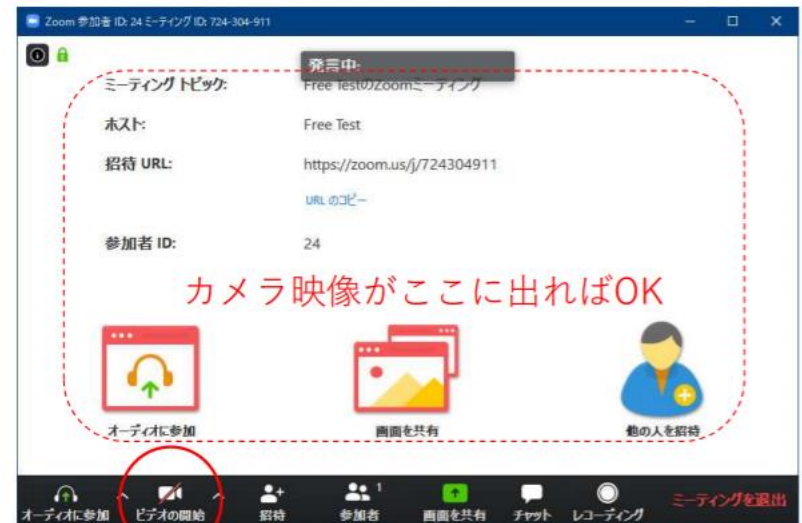 Zoom 参加者 ID: 24 ミーティング ID: 724-304-911
発言中:
ミーティング トピック: Free TestのZoomミーティング
ホスト: Free Test
招待 URL: https://zoom.us/j/724304911
URL のコピー
参加者 ID: 24
カメラ映像がここに出ればOK
オーディオに参加 画面を共有 他の人を招待
1
オーディオに参加 ビデオの開始 招待 参加者 画面を共有 チャット レコーディング ミーティングを退出